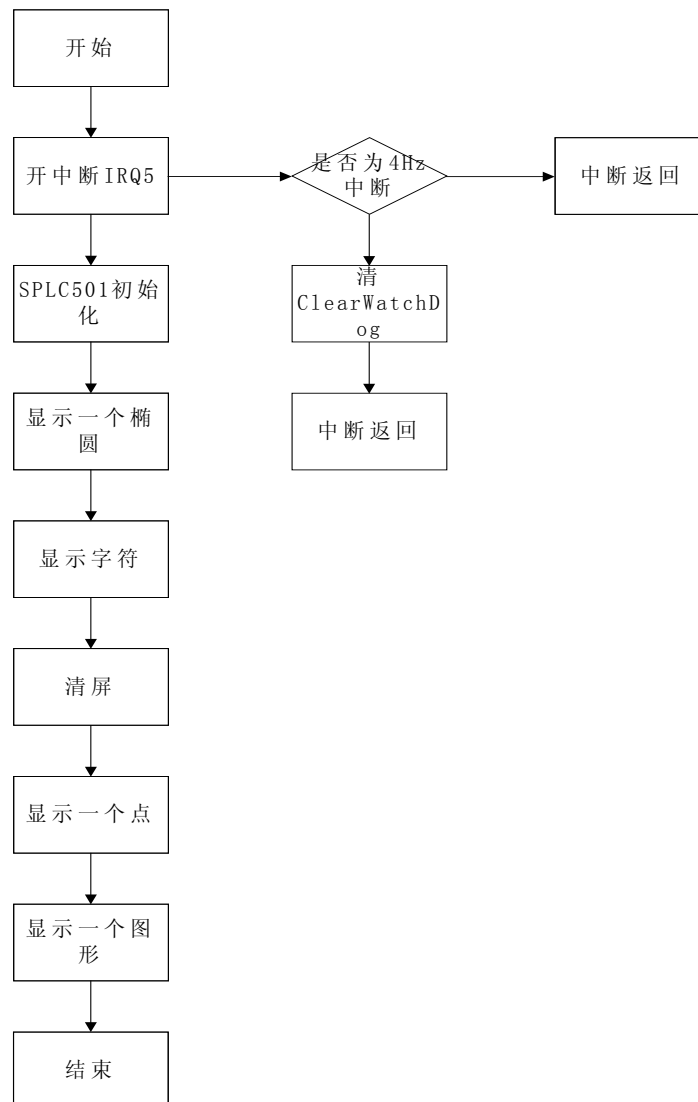 开始
开中断IRQ5
是否为4Hz
中断
中断返回
SPLC501初始
化
清
ClearWatchD
og
显示一个椭
圆
中断返回
显示字符
清屏
显示一个点
显示一个图
形
结束